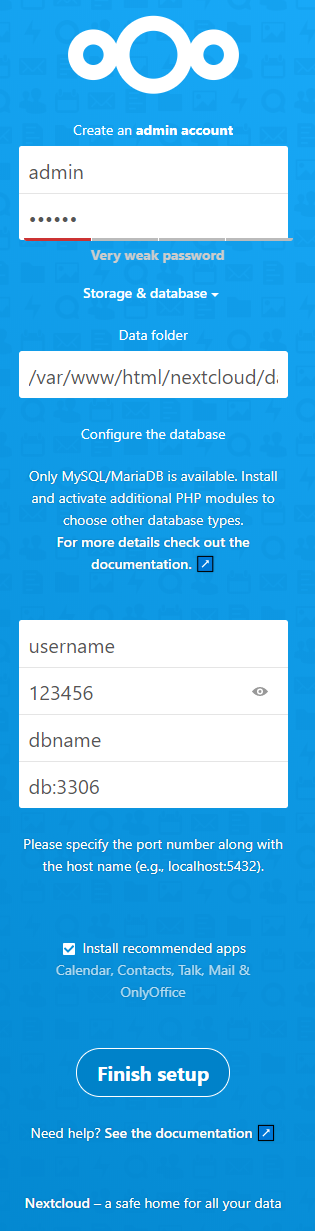 Create an admin account
admin
••••••
Very weak password
Storage & database
Data folder
/var/www/html/nextcloud/da
Configure the database
Only MySQL/MariaDB is available. Install
and activate additional PHP modules to
choose other database types.
For more details check out the
documentation. ↗
username
123456
dbname
db:3306
Please specify the port number along with
the host name (e.g., localhost:5432).
Install recommended apps
Calendar, Contacts, Talk, Mail &
OnlyOffice
Finish setup
Need help? See the documentation ↗
Nextcloud – a safe home for all your data